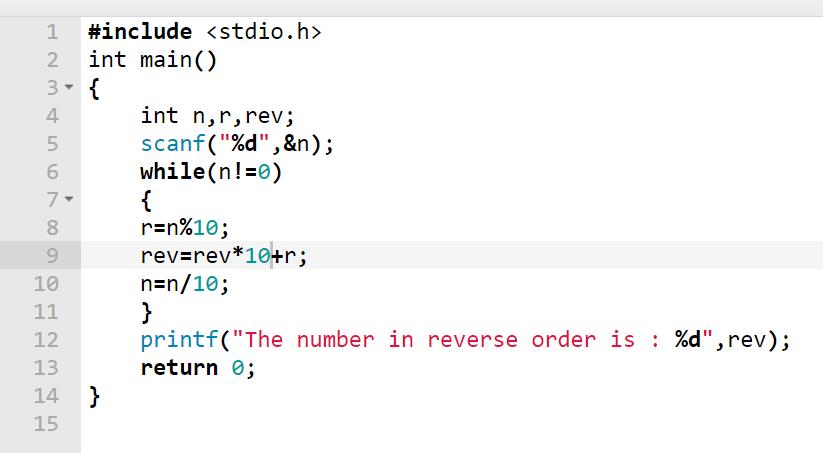 1 #include <stdio.h>
2 int main()
3 {
4 int n,r,rev;
5 scanf("%d",&n);
6 while(n!=0)
7 {
8 r=n%10;
9 rev=rev*10+r;
10 n=n/10;
11 }
12 printf("The number in reverse order is : %d",rev);
13 return 0;
14 }
15